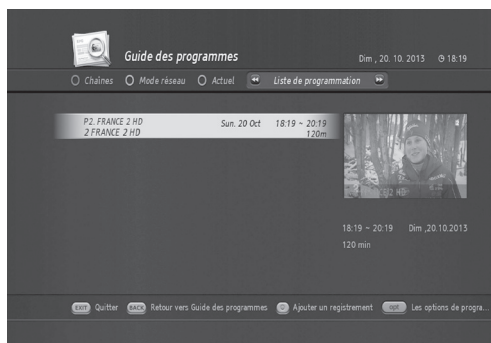 Guide des programmes
Dim , 20. 10. 2013 18:19
Chaînes Mode réseau Actuel Liste de programmation
P2. FRANCE 2 HD Sun. 20 Oct 18:19 ~ 20:19
2 FRANCE 2 HD 120m
18:19 ~ 20:19 Dim ,20.10.2013
120 min
EXIT Quitter BACK Retour vers Guide des programmes Ajouter un registrement opt Les options de progra...